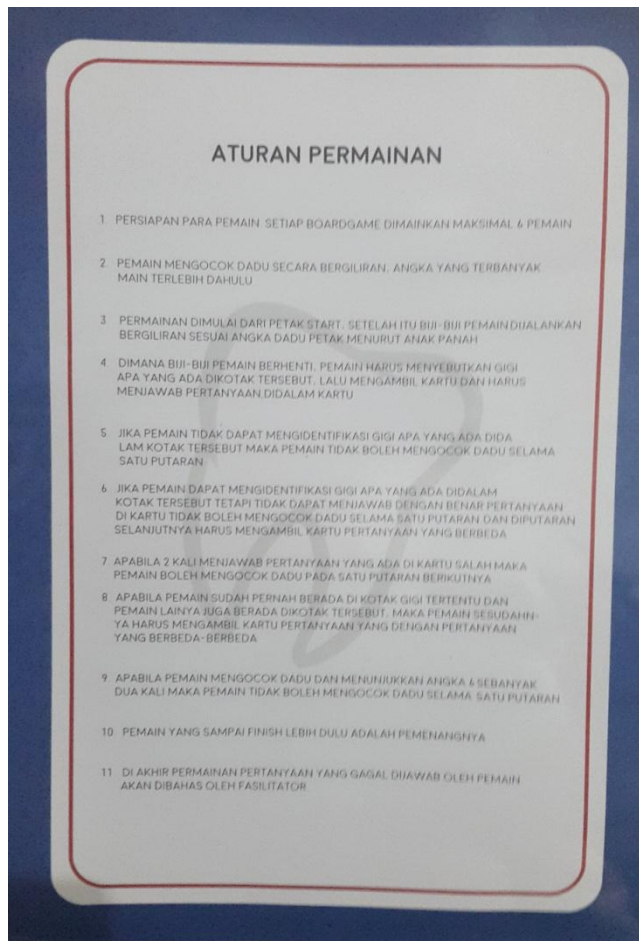 ATURAN PERMAINAN
1. PERSIAPAN PARA PEMAIN. SETIAP BOARDGAME DIMAINKAN MAKSIMAL 6 PEMAIN
2. PEMAIN MENGOCOK DADU SECARA BERGILIRAN. ANGKA YANG TERBANYAK
MAIN TERLEBIH DAHULU
3 PERMAINAN DIMULAI DARI PETAK START. SETELAH ITU BIJI-BIJI PEMAIN DIJALANKAN
BERGILIRAN SESUAI ANGKA DADU PETAK MENURUT ANAK PANAH
4 DIMANA BIJI-BIJI PEMAIN BERHENTI. PEMAIN HARUS MENYEBUTKAN GIGI
APA YANG ADA DIKOTAK TERSEBUT. LALU MENGAMBIL KARTU DAN HARUS
MENJAWAB PERTANYAAN DIDALAM KARTU
5. JIKA PEMAIN TIDAK DAPAT MENGIDENTIFIKASI GIGI APA YANG ADA DIDA
LAM KOTAK TERSEBUT MAKA PEMAIN TIDAK BOLEH MENGOCOK DADU SELAMA
SATU PUTARAN
6 JIKA PEMAIN DAPAT MENGIDENTIFIKASI GIGI APA YANG ADA DIDALAM
KOTAK TERSEBUT TETAPI TIDAK DAPAT MENJAWAB DENGAN BENAR PERTANYAAN
DI KARTU TIDAK BOLEH MENGOCOK DADU SELAMA SATU PUTARAN DAN DIPUTARAN
SELANJUTNYA HARUS MENGAMBIL KARTU PERTANYAAN YANG BERBEDA
7 APABILA 2 KALI MENJAWAB PERTANYAAN YANG ADA DI KARTU SALAH MAKA
PEMAIN BOLEH MENGOCOK DADU PADA SATU PUTARAN BERIKUTNYA
8 APABILA PEMAIN SUDAH PERNAH BERADA DI KOTAK GIGI TERTENTU DAN
PEMAIN LAINYA JUGA BERADA DIKOTAK TERSEBUT. MAKA PEMAIN SESUDAHN-
YA HARUS MENGAMBIL KARTU PERTANYAAN YANG DENGAN PERTANYAAN
YANG BERBEDA-BERBEDA
9 APABILA PEMAIN MENGOCOK DADU DAN MENUNJUKKAN ANGKA 6 SEBANYAK
DUA KALI MAKA PEMAIN TIDAK BOLEH MENGOCOK DADU SELAMA SATU PUTARAN
10 PEMAIN YANG SAMPAI FINISH LEBIH DULU ADALAH PEMENANGNYA
11 DI AKHIR PERMAINAN PERTANYAAN YANG GAGAL DIJAWAB OLEH PEMAIN
AKAN DIBAHAS OLEH FASILITATOR